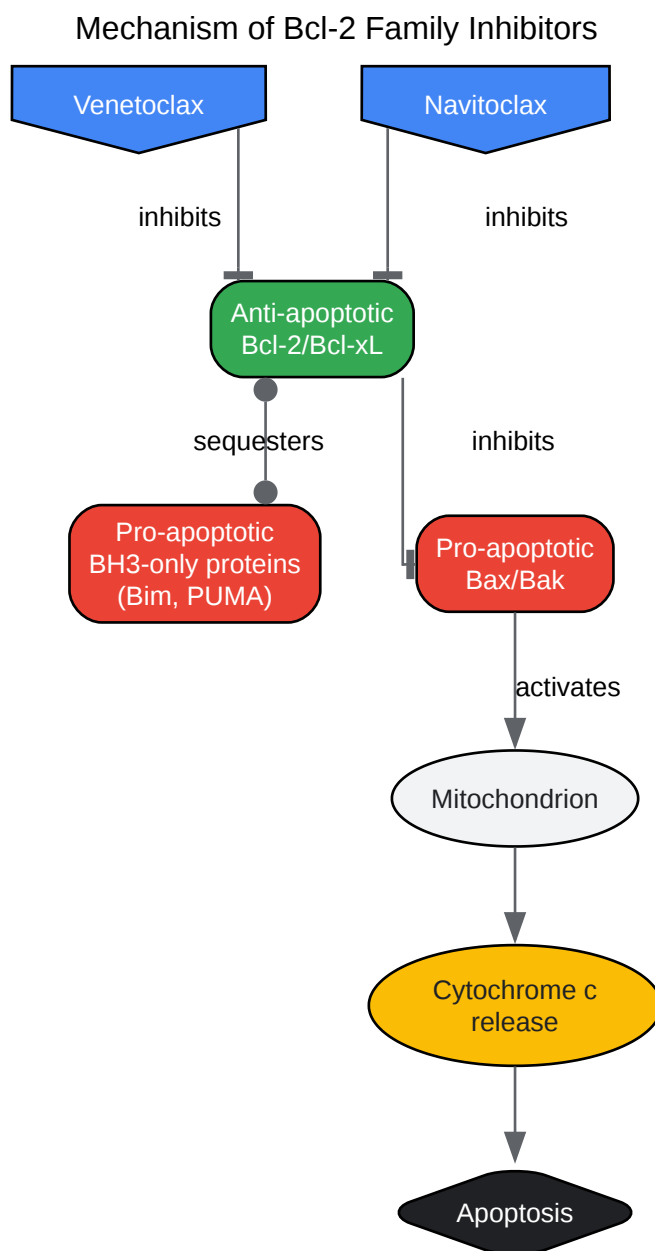 Mechanism of Bcl-2 Family Inhibitors
Venetoclax
Navitoclax
inhibits
inhibits
Anti-apoptotic
Bcl-2/Bcl-xL
sequesters
inhibits
Pro-apoptotic
BH3-only proteins
(Bim, PUMA)
Pro-apoptotic
Bax/Bak
activates
Mitochondrion
Cytochrome c
release
Apoptosis